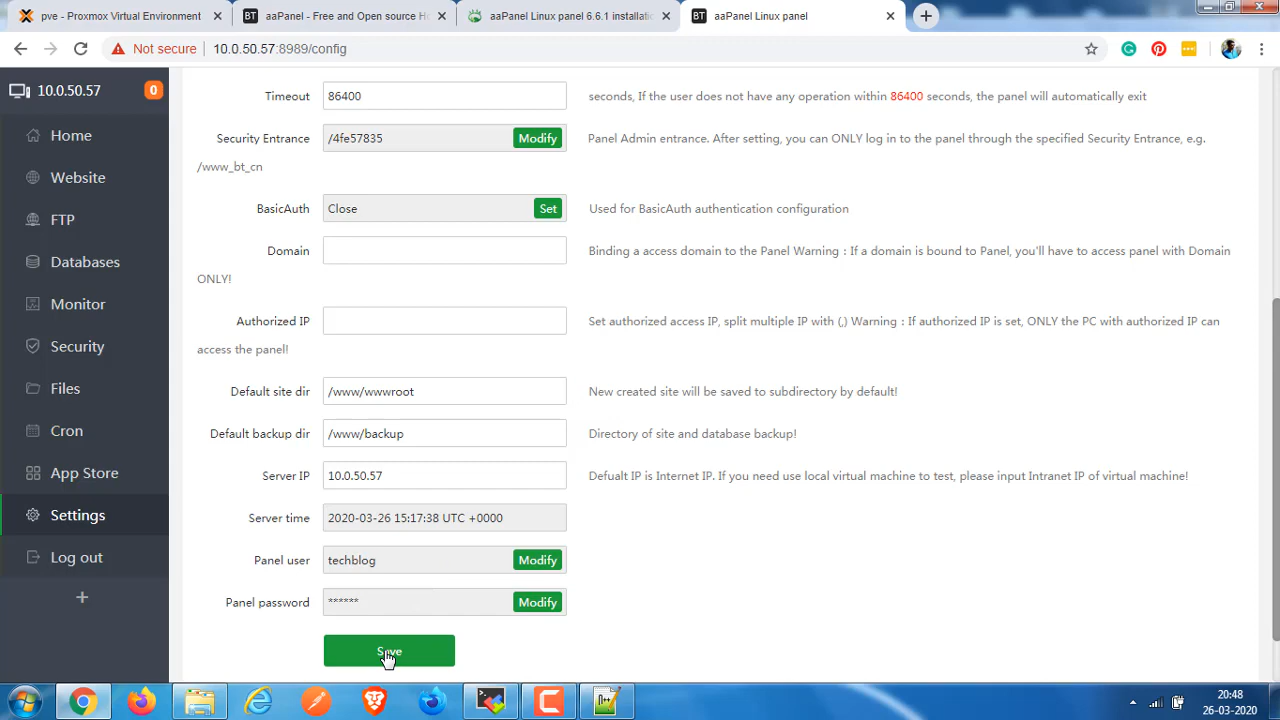 pve - Proxmox Virtual Environment
aaPanel - Free and Open source H
Linux Panel 6.6.1 installatio
BT aaPanel Linux panel
Not secure 10.0.50.57:8989/config
10.0.50.57 0
Home
Website
FTP
Databases
Monitor
Security
Files
Cron
App Store
Settings
Log out
Timeout 86400 seconds, If the user does not have any operation within 86400 seconds, the panel will automatically exit
Security Entrance /4fe57835 Modify Panel Admin entrance. After setting, you can ONLY log in to the panel through the specified Security Entrance, e.g.
/www_bt_cn
BasicAuth Close Set Used for BasicAuth authentication configuration
Domain Binding a access domain to the Panel Warning : If a domain is bound to Panel, you'll have to access panel with Domain
ONLY!
Authorized IP Set authorized access IP, split multiple IP with (,) Warning : If authorized IP is set, ONLY the PC with authorized IP can
access the panel!
Default site dir /www/wwwroot New created site will be saved to subdirectory by default!
Default backup dir /www/backup Directory of site and database backup!
Server IP 10.0.50.57 Defualt IP is Internet IP. If you need use local virtual machine to test, please input Intranet IP of virtual machine!
Server time 2020-03-26 15:17:38 UTC +0000
Panel user techblog Modify
Panel password ****** Modify
Save
20:48
26-03-2020